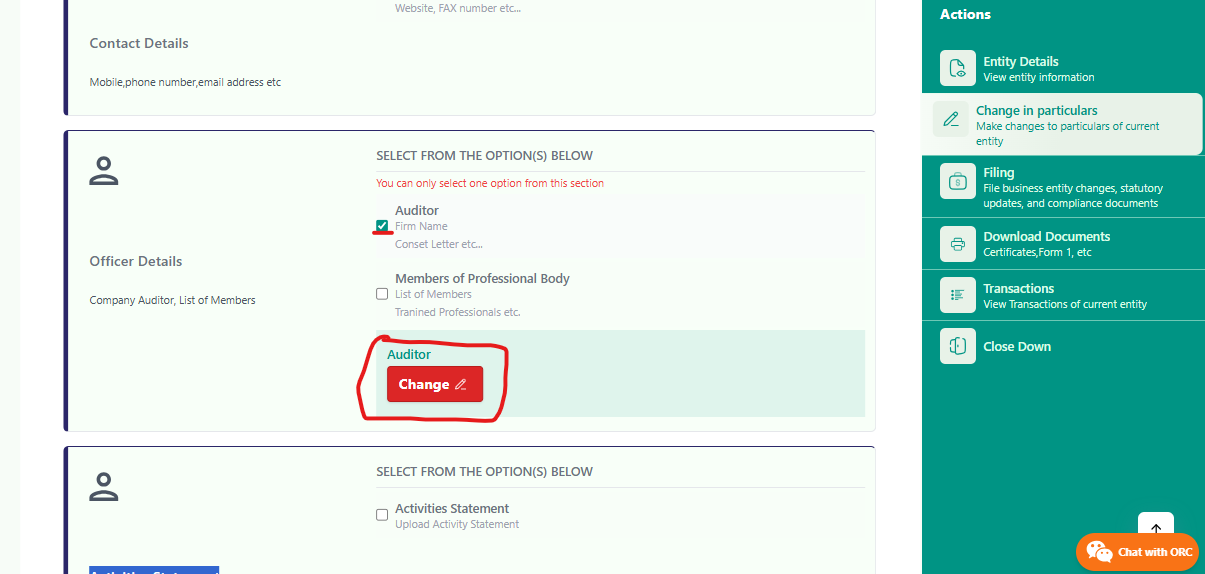 Website, FAX number etc...
Contact Details
Mobile,phone number,email address etc
SELECT FROM THE OPTION(S) BELOW
You can only select one option from this section
Auditor
Firm Name
Conset Letter etc...
Officer Details
Company Auditor, List of Members
Members of Professional Body
List of Members
Tranined Professionals etc.
Auditor
Change
SELECT FROM THE OPTION(S) BELOW
Activities Statement
Upload Activity Statement
Activities Statement
Actions
Entity Details
View entity information
Change in particulars
Make changes to particulars of current
entity
Filing
File business entity changes, statutory
updates, and compliance documents
Download Documents
Certificates,Form 1, etc
Transactions
View Transactions of current entity
Close Down
Chat with ORC